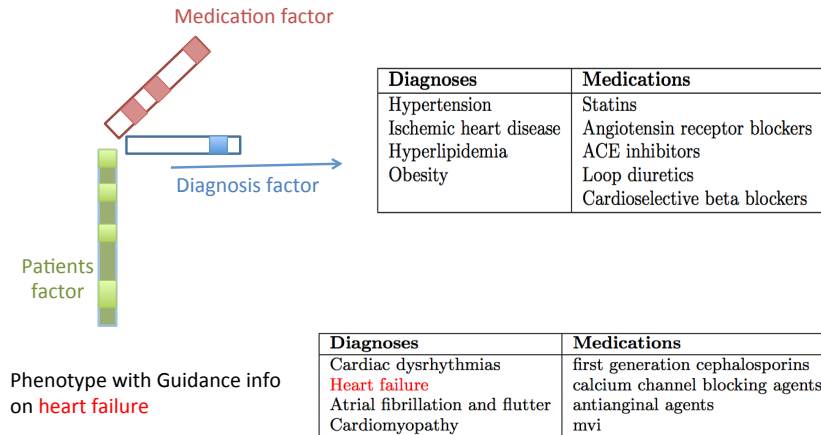 Medication factor
Diagnosis factor
Patients
factor
Diagnoses Medications
Hypertension Statins
Ischemic heart disease Angiotensin receptor blockers
Hyperlipidemia ACE inhibitors
Obesity Loop diuretics
Cardioselective beta blockers
Phenotype with Guidance info
on heart failure
Diagnoses Medications
Cardiac dysrhythmias first generation cephalosporins
Heart failure calcium channel blocking agents
Atrial fibrillation and flutter antianginal agents
Cardiomyopathy mvi